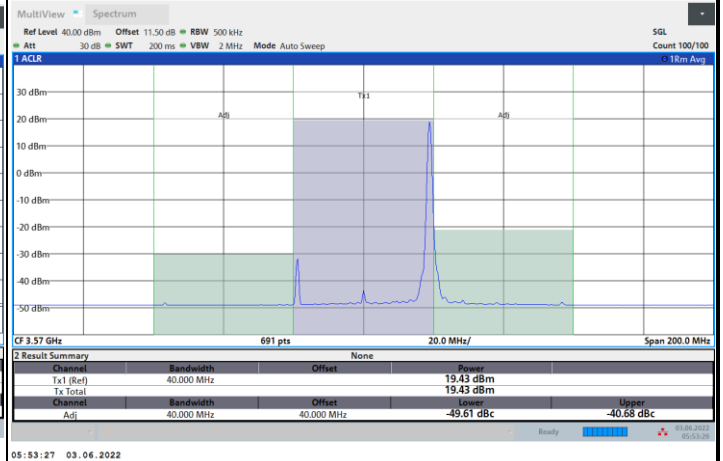 MultiView Spectrum
Ref Level 40.00 dBm Offset 11.50 dB RBW 500 kHz SGL
Att 30 dB SWT 200 ms VBW 2 MHz Mode Auto Sweep Count 100/100
1 ACLR 1Rm Avg
30 dBm
Tx1
20 dBm
Adj Adj
10 dBm
0 dBm
-10 dBm
-20 dBm
-30 dBm
-40 dBm
-50 dBm
CF 3.57 GHz 691 pts 20.0 MHz/ Span 200.0 MHz
2 Result Summary None
Channel Bandwidth Offset Power
Tx1 (Ref) 40.000 MHz 19.43 dBm
Tx Total 19.43 dBm
Channel Bandwidth Offset Lower Upper
Adj 40.000 MHz 40.000 MHz -49.61 dBc -40.68 dBc
Ready 03.06.2022
05:53:26
05:53:27 03.06.2022